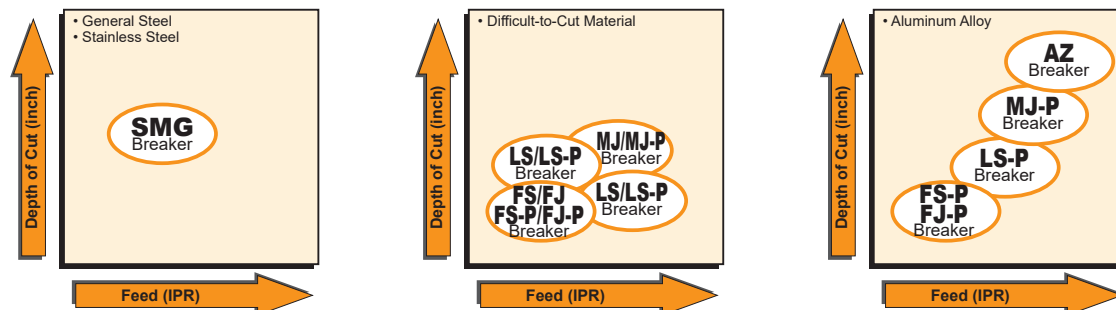 • General Steel
• Stainless Steel
Depth of Cut (inch)
SMG
Breaker
Feed (IPR)
• Difficult-to-Cut Material
Depth of Cut (inch)
MJ/MJ-P
Breaker
LS/LS-P
Breaker
FS/FJ
FS-P/FJ-P
Breaker
LS/LS-P
Breaker
Feed (IPR)
• Aluminum Alloy
Depth of Cut (inch)
AZ
Breaker
MJ-P
Breaker
LS-P
Breaker
FS-P
FJ-P
Breaker
Feed (IPR)